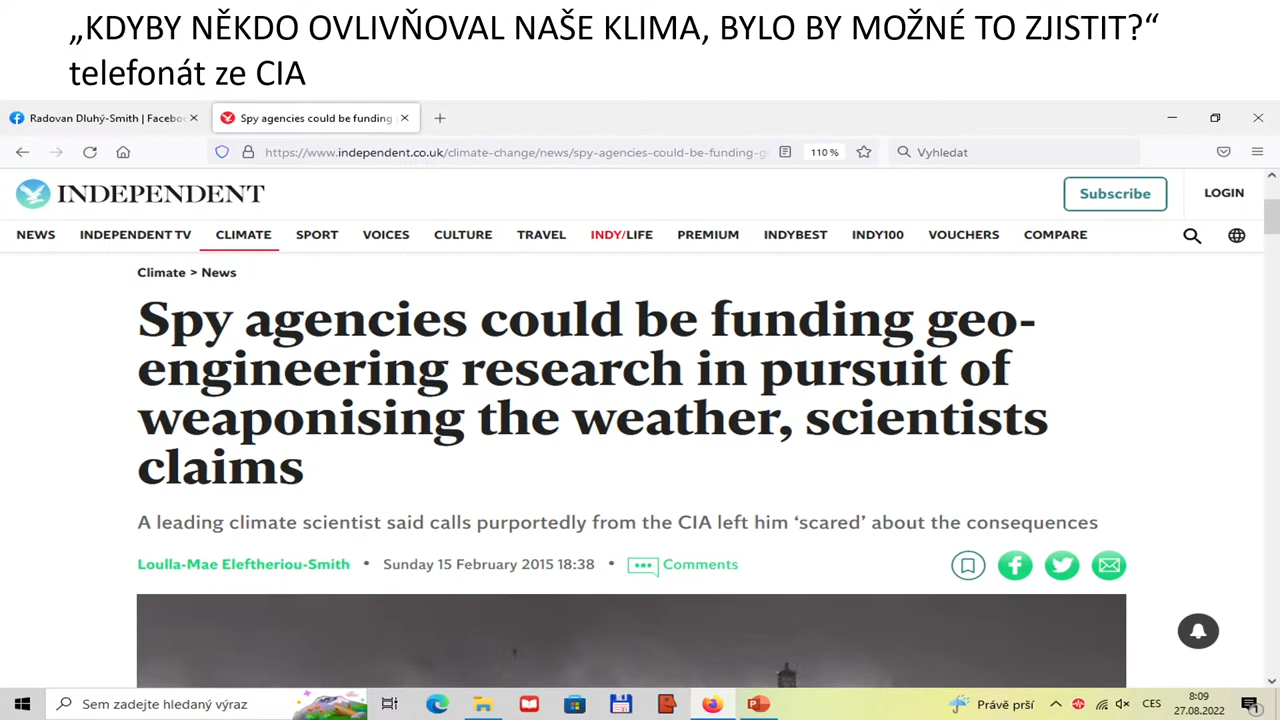 „KDYBY NĚKDO OVLIVŇOVAL NAŠE KLIMA, BYLO BY MOŽNÉ TO ZJISTIT?“
telefonát ze CIA
Radovan Dluhý-Smith | Facebo
Spy agencies could be funding
https://www.independent.co.uk/climate-change/news/spy-agencies-could-be-funding-g
110 %
Vyhledat
INDEPENDENT
Subscribe
LOGIN
NEWS INDEPENDENT TV CLIMATE SPORT VOICES CULTURE TRAVEL INDY/LIFE PREMIUM INDYBEST INDY100 VOUCHERS COMPARE
Climate > News
Spy agencies could be funding geo-
engineering research in pursuit of
weaponising the weather, scientists
claims
A leading climate scientist said calls purportedly from the CIA left him ‘scared’ about the consequences
Loulla-Mae Eleftheriou-Smith • Sunday 15 February 2015 18:38 • Comments
Sem zadejte hledaný výraz
Právě prší
CES
8:09
27.08.2022
1